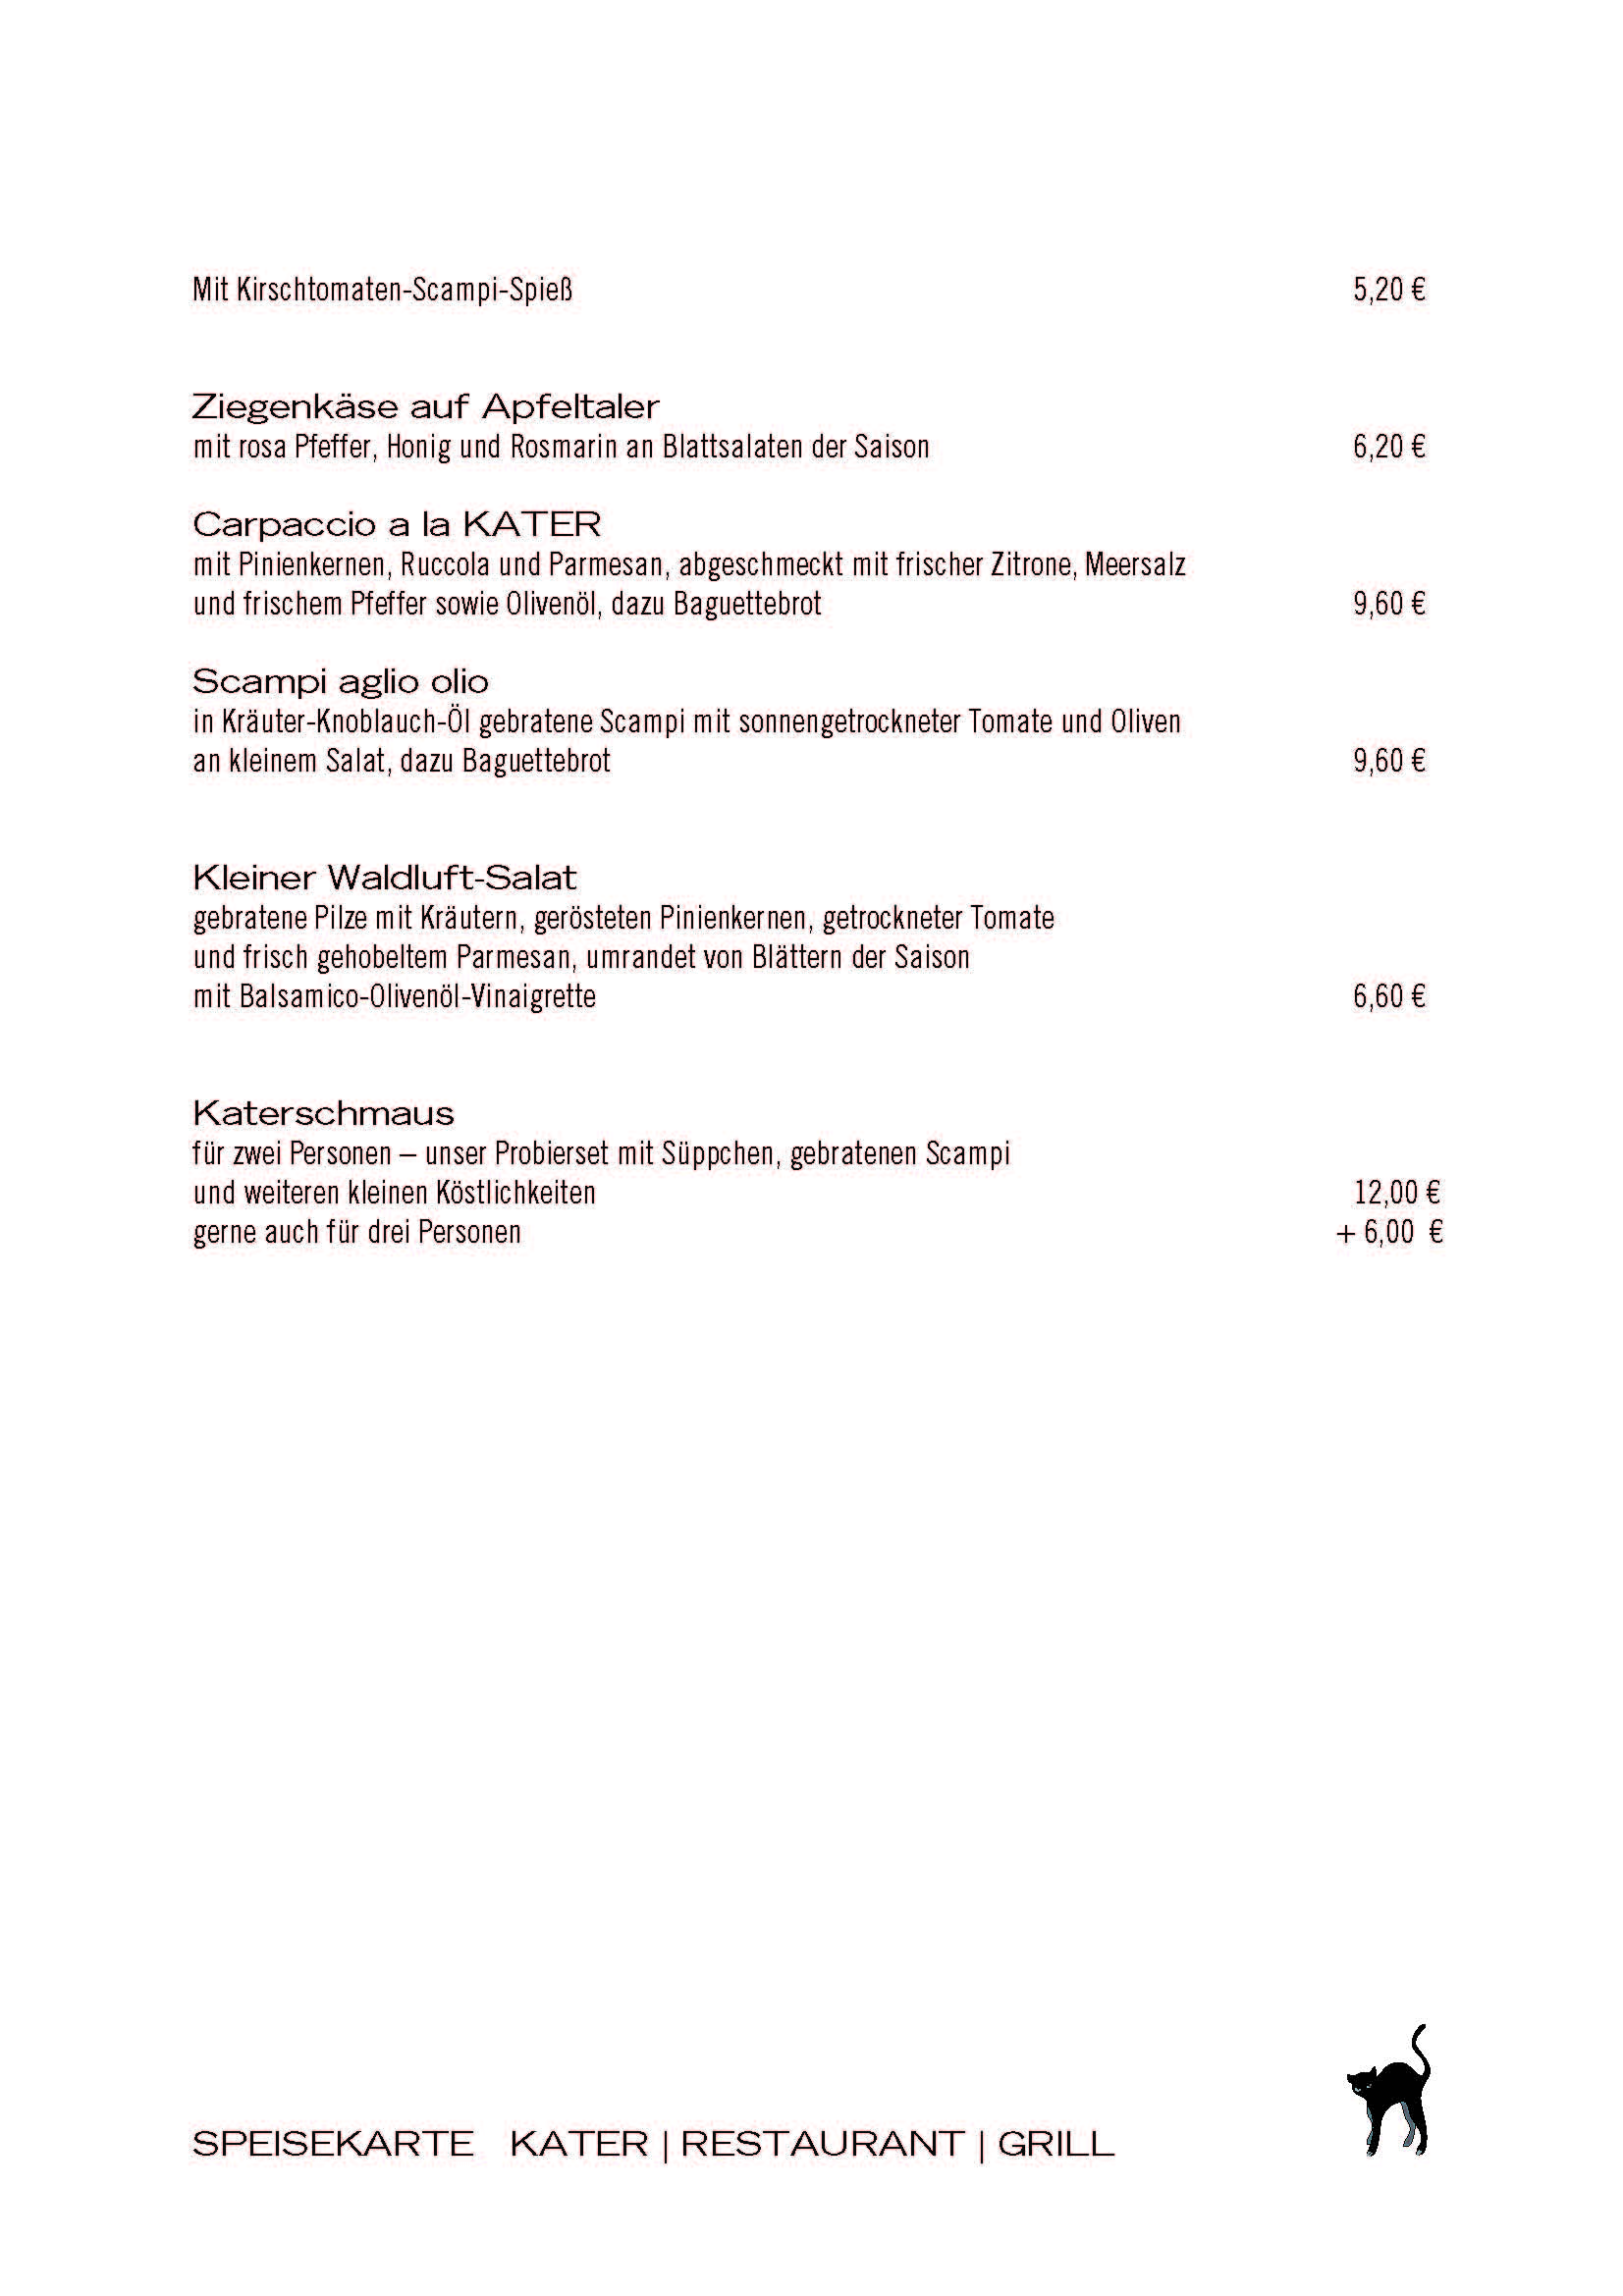 Mit Kirschtomaten-Scampi-Spieß 5,20 €
Ziegenkäse auf Apfeltaler
mit rosa Pfeffer, Honig und Rosmarin an Blattsalaten der Saison 6,20 €
Carpaccio a la KATER
mit Pinienkernen, Ruccola und Parmesan, abgeschmeckt mit frischer Zitrone, Meersalz
und frischem Pfeffer sowie Olivenöl, dazu Baguettebrot 9,60 €
Scampi aglio olio
in Kräuter-Knoblauch-Öl gebratene Scampi mit sonnengetrockneter Tomate und Oliven
an kleinem Salat, dazu Baguettebrot 9,60 €
Kleiner Waldluft-Salat
gebratene Pilze mit Kräutern, gerösteten Pinienkernen, getrockneter Tomate
und frisch gehobeltem Parmesan, umrandet von Blättern der Saison
mit Balsamico-Olivenöl-Vinaigrette 6,60 €
Katerschmaus
für zwei Personen – unser Probierset mit Süppchen, gebratenen Scampi
und weiteren kleinen Köstlichkeiten 12,00 €
gerne auch für drei Personen + 6,00 €
SPEISEKARTE KATER | RESTAURANT | GRILL